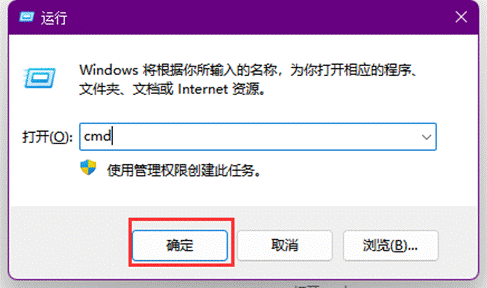 运行
Windows 将根据你所输入的名称，为你打开相应的程序、
文件夹、文档或 Internet 资源。
打开(O): cmd
使用管理权限创建此任务。
确定 取消 浏览(B)...